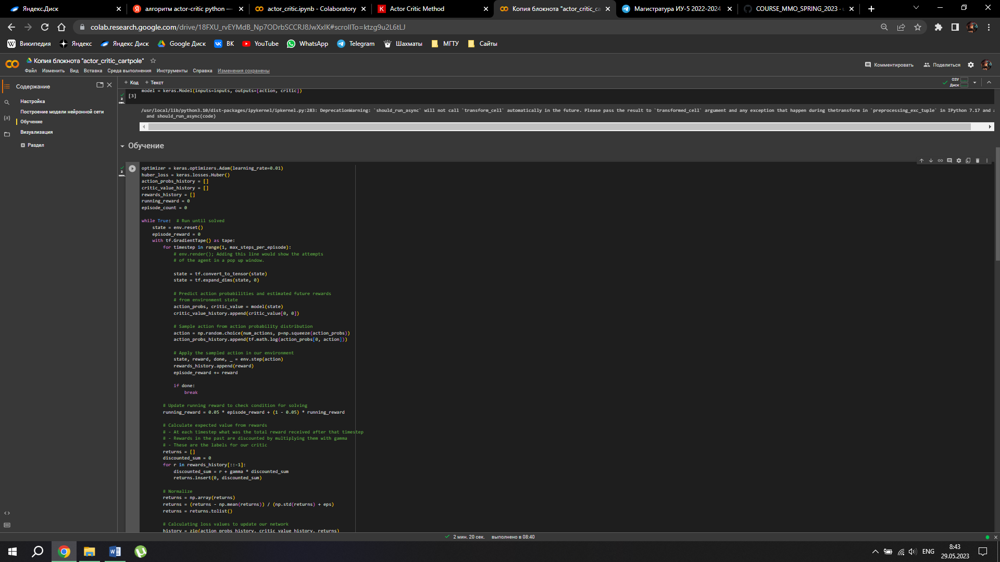 Яндекс.Диск
алгоритм actor-critic python —
actor_critic.ipynb - Colaboratory
Actor Critic Method
Копия блокнота "actor_critic_ca
Магистратура ИУ-5 2022-2024
COURSE_MMO_SPRING_2023 ·
colab.research.google.com/drive/18FXU_rvEYMdB_Np7ODrbSCCRJ8JwXxIK#scrollTo=ktzg9u2L6tLJ
Википедия
Яндекс
Яндекс Диск
Google Диск
ВК
YouTube
WhatsApp
Telegram
Шахматы
МГТУ
Сайты
Копия блокнота "actor_critic_cartpole"
Файл Изменить Вид Вставка Среда выполнения Инструменты Справка Изменения сохранены
Комментировать
Поделиться
Содержание
Настройка
Построение модели нейронной сети
Обучение
Визуализация
Раздел
+ Код + Текст
ОЗУ
Диск
model = keras.Model(inputs=inputs, outputs=[action, critic])
[3]
/usr/local/lib/python3.10/dist-packages/ipykernel/ipkernel.py:283: DeprecationWarning: `should_run_async` will not call `transform_cell` automatically in the future. Please pass the result to `transformed_cell` argument and any exception that happen during thetransform in `preprocessing_exc_tuple` in IPython 7.17 and
and should_run_async(code)
Обучение
optimizer = keras.optimizers.Adam(learning_rate=0.01)
huber_loss = keras.losses.Huber()
action_probs_history = []
critic_value_history = []
rewards_history = []
running_reward = 0
episode_count = 0
while True:  # Run until solved
    state = env.reset()
    episode_reward = 0
    with tf.GradientTape() as tape:
        for timestep in range(1, max_steps_per_episode):
            # env.render(); Adding this line would show the attempts
            # of the agent in a pop up window.
            state = tf.convert_to_tensor(state)
            state = tf.expand_dims(state, 0)
            # Predict action probabilities and estimated future rewards
            # from environment state
            action_probs, critic_value = model(state)
            critic_value_history.append(critic_value[0, 0])
            # Sample action from action probability distribution
            action = np.random.choice(num_actions, p=np.squeeze(action_probs))
            action_probs_history.append(tf.math.log(action_probs[0, action]))
            # Apply the sampled action in our environment
            state, reward, done, _ = env.step(action)
            rewards_history.append(reward)
            episode_reward += reward
            if done:
                break
        # Update running reward to check condition for solving
        running_reward = 0.05 * episode_reward + (1 - 0.05) * running_reward
        # Calculate expected value from rewards
        # - At each timestep what was the total reward received after that timestep
        # - Rewards in the past are discounted by multiplying them with gamma
        # - These are the labels for our critic
        returns = []
        discounted_sum = 0
        for r in rewards_history[::-1]:
            discounted_sum = r + gamma * discounted_sum
            returns.insert(0, discounted_sum)
        # Normalize
        returns = np.array(returns)
        returns = (returns - np.mean(returns)) / (np.std(returns) + eps)
        returns = returns.tolist()
        # Calculating loss values to update our network
        history = zip(action_probs_history, critic_value_history, returns)
2 мин. 20 сек. выполнено в 08:40
ENG
8:43
29.05.2023